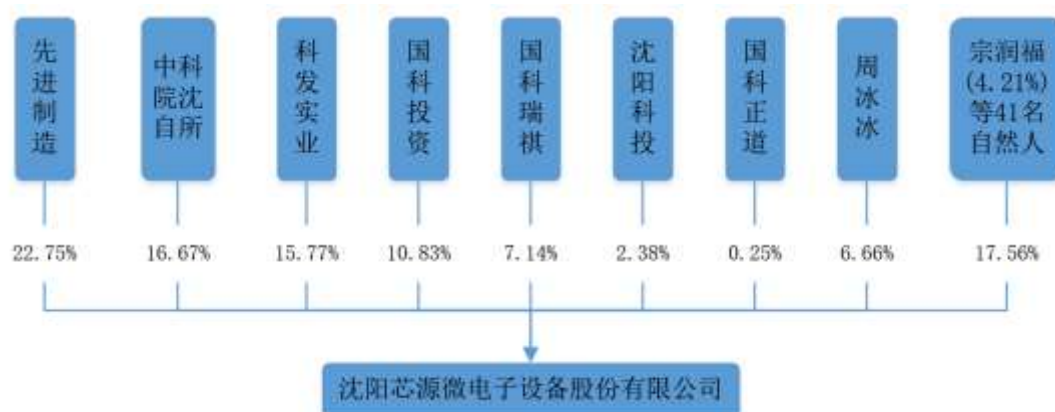 先进制造
中科院沈自所
科发实业
国科投资
国科瑞祺
沈阳科投
国科正道
周冰冰
宗润福
(4.21%)
等41名
自然人
22.75%
16.67%
15.77%
10.83%
7.14%
2.38%
0.25%
6.66%
17.56%
沈阳芯源微电子设备股份有限公司